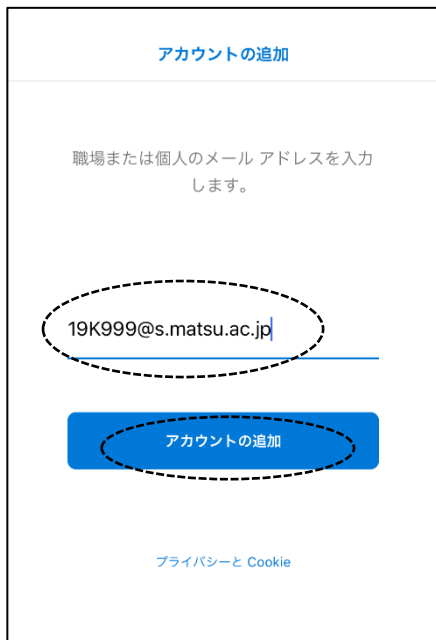 アカウントの追加
職場または個人のメール アドレスを入力
します。
19K999@s.matsu.ac.jp
アカウントの追加
プライバシーと Cookie